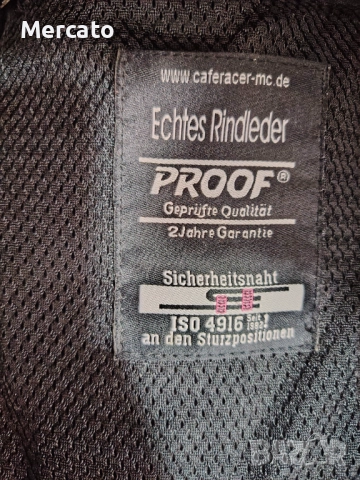 Mercato
www.caferacer-mc.de
Echtes Rindleder
PROOF®
Geprüfte Qualität
2 Jahre Garantie
Sicherheitsnaht
ISO 4916
an den Sturzpositionen
BAZAR